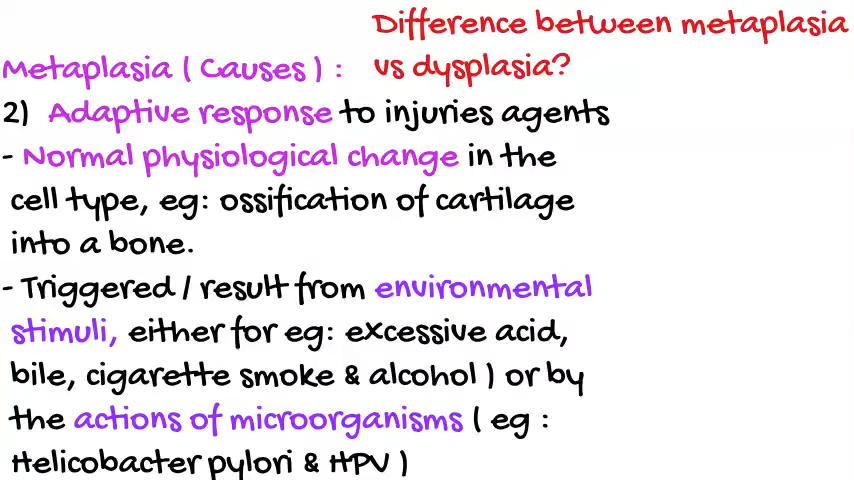 Difference between metaplasia
vs dysplasia?
Metaplasia ( Causes ) :
2) Adaptive response to injuries agents
- Normal physiological change in the
cell type, eg: ossification of cartilage
into a bone.
- Triggered / result from environmental
stimuli, either for eg: excessive acid,
bile, cigarette smoke & alcohol ) or by
the actions of microorganisms ( eg :
Helicobacter pylori & HPV )